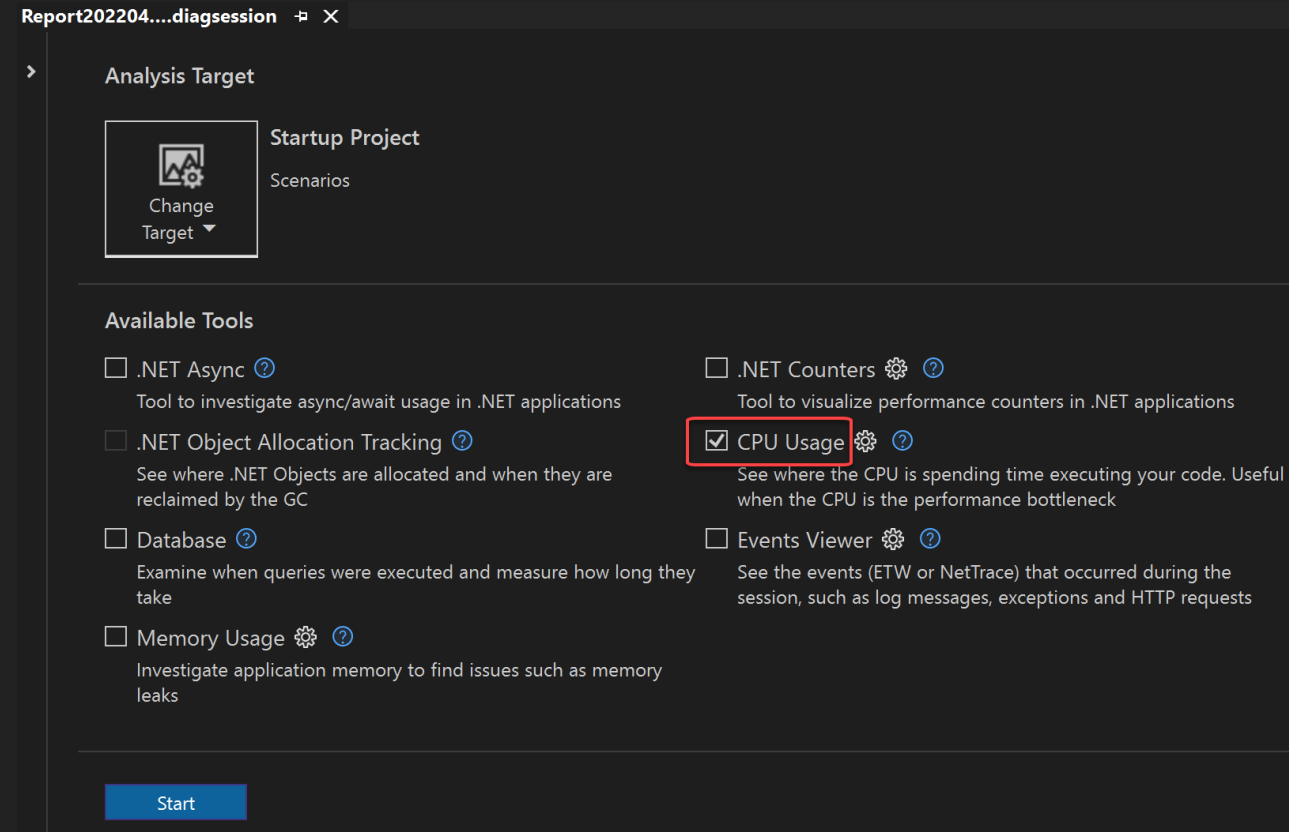 Report202204....diagsession
Analysis Target
Change
Target
Startup Project
Scenarios
Available Tools
.NET Async
Tool to investigate async/await usage in .NET applications
.NET Object Allocation Tracking
See where .NET Objects are allocated and when they are
reclaimed by the GC
Database
Examine when queries were executed and measure how long they
take
Memory Usage
Investigate application memory to find issues such as memory
leaks
.NET Counters
Tool to visualize performance counters in .NET applications
CPU Usage
See where the CPU is spending time executing your code. Useful
when the CPU is the performance bottleneck
Events Viewer
See the events (ETW or NetTrace) that occurred during the
session, such as log messages, exceptions and HTTP requests
Start